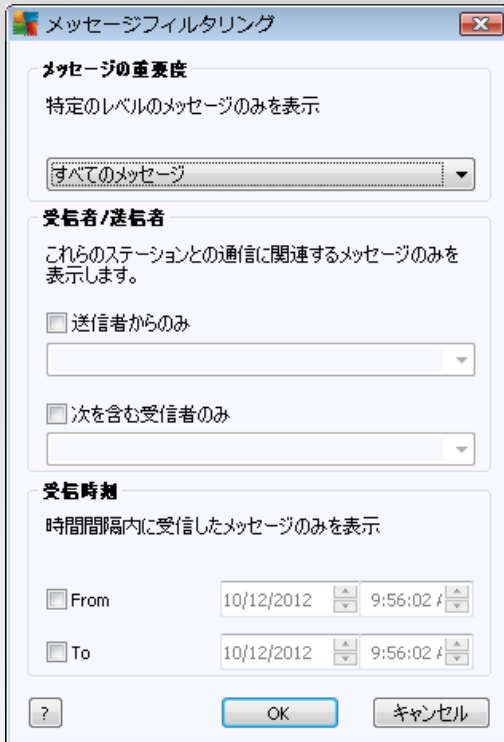 メッセージフィルタリング
メッセージの重要度
特定のレベルのメッセージのみを表示
すべてのメッセージ
受信者/送信者
これらのステーションとの通信に関連するメッセージのみを
表示します。
送信者からのみ
次を含む受信者のみ
受信時刻
時間間隔内に受信したメッセージのみを表示
From 10/12/2012 9:56:02 A
To 10/12/2012 9:56:02 A
? OK キャンセル